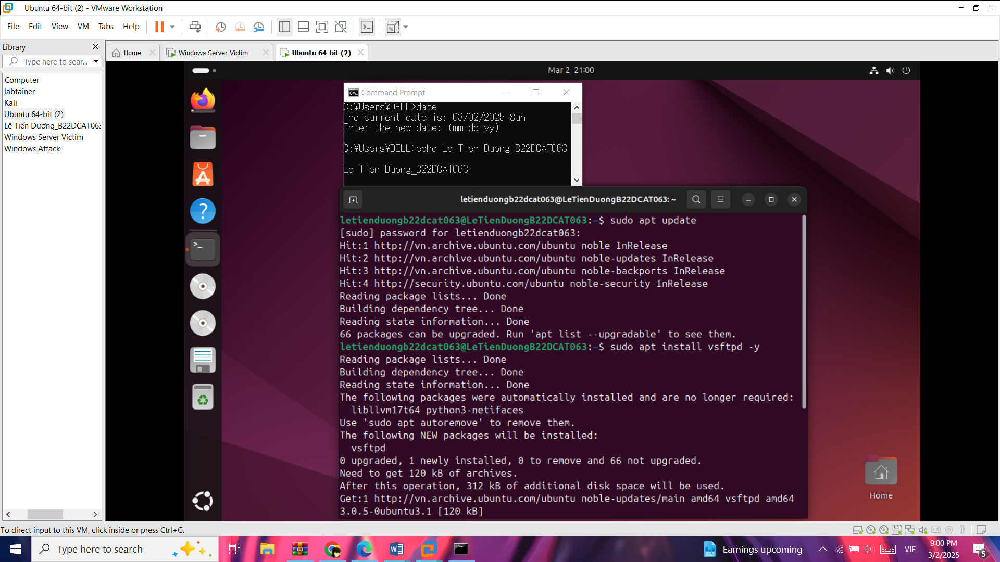 Ubuntu 64-bit (2) - VMware Workstation
File Edit View VM Tabs Help
Library
Type here to sear...
Computer
labtainer
Kali
Ubuntu 64-bit (2)
Lê Tiến Dương_B22DCAT063
Windows Server Victim
Windows Attack
Home
Windows Server Victim
Ubuntu 64-bit (2)
Mar 2 21:00
Command Prompt
C:¥Users¥DELL>date
The current date is: 03/02/2025 Sun
Enter the new date: (mm-dd-yy)
C:¥Users¥DELL>echo Le Tien Duong_B22DCAT063
Le Tien Duong_B22DCAT063
letienduongb22dcat063@LeTienDuongB22DCAT063: ~
letienduongb22dcat063@LeTienDuongB22DCAT063:~$ sudo apt update
[sudo] password for letienduongb22dcat063:
Hit:1 http://vn.archive.ubuntu.com/ubuntu noble InRelease
Hit:2 http://vn.archive.ubuntu.com/ubuntu noble-updates InRelease
Hit:3 http://vn.archive.ubuntu.com/ubuntu noble-backports InRelease
Hit:4 http://security.ubuntu.com/ubuntu noble-security InRelease
Reading package lists... Done
Building dependency tree... Done
Reading state information... Done
66 packages can be upgraded. Run 'apt list --upgradable' to see them.
letienduongb22dcat063@LeTienDuongB22DCAT063:~$ sudo apt install vsftpd -y
Reading package lists... Done
Building dependency tree... Done
Reading state information... Done
The following packages were automatically installed and are no longer required:
libllvm17t64 python3-netifaces
Use 'sudo apt autoremove' to remove them.
The following NEW packages will be installed:
vsftpd
0 upgraded, 1 newly installed, 0 to remove and 66 not upgraded.
Need to get 120 kB of archives.
After this operation, 312 kB of additional disk space will be used.
Get:1 http://vn.archive.ubuntu.com/ubuntu noble-updates/main amd64 vsftpd amd64
3.0.5-0ubuntu3.1 [120 kB]
Home
To direct input to this VM, click inside or press Ctrl+G.
Type here to search
Earnings upcoming
VIE
9:00 PM
3/2/2025
5